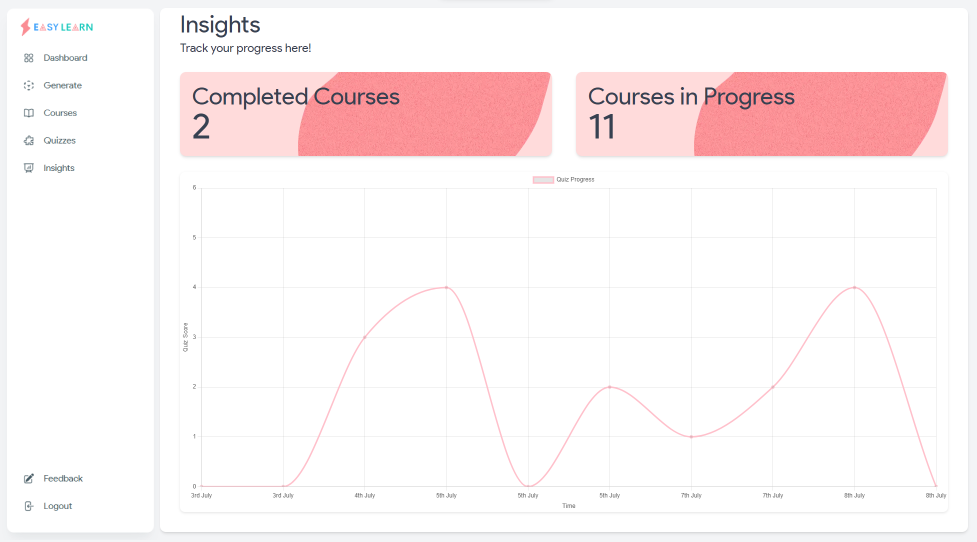 EASY LEARN
Dashboard
Generate
Courses
Quizzes
Insights
Feedback
Logout
Insights
Track your progress here!
Completed Courses
2
Courses in Progress
11
Quiz Progress
6
5
4
3
2
1
0
Quiz Score
3rd July 3rd July 4th July 5th July 5th July 5th July 7th July 7th July 8th July 8th July
Time